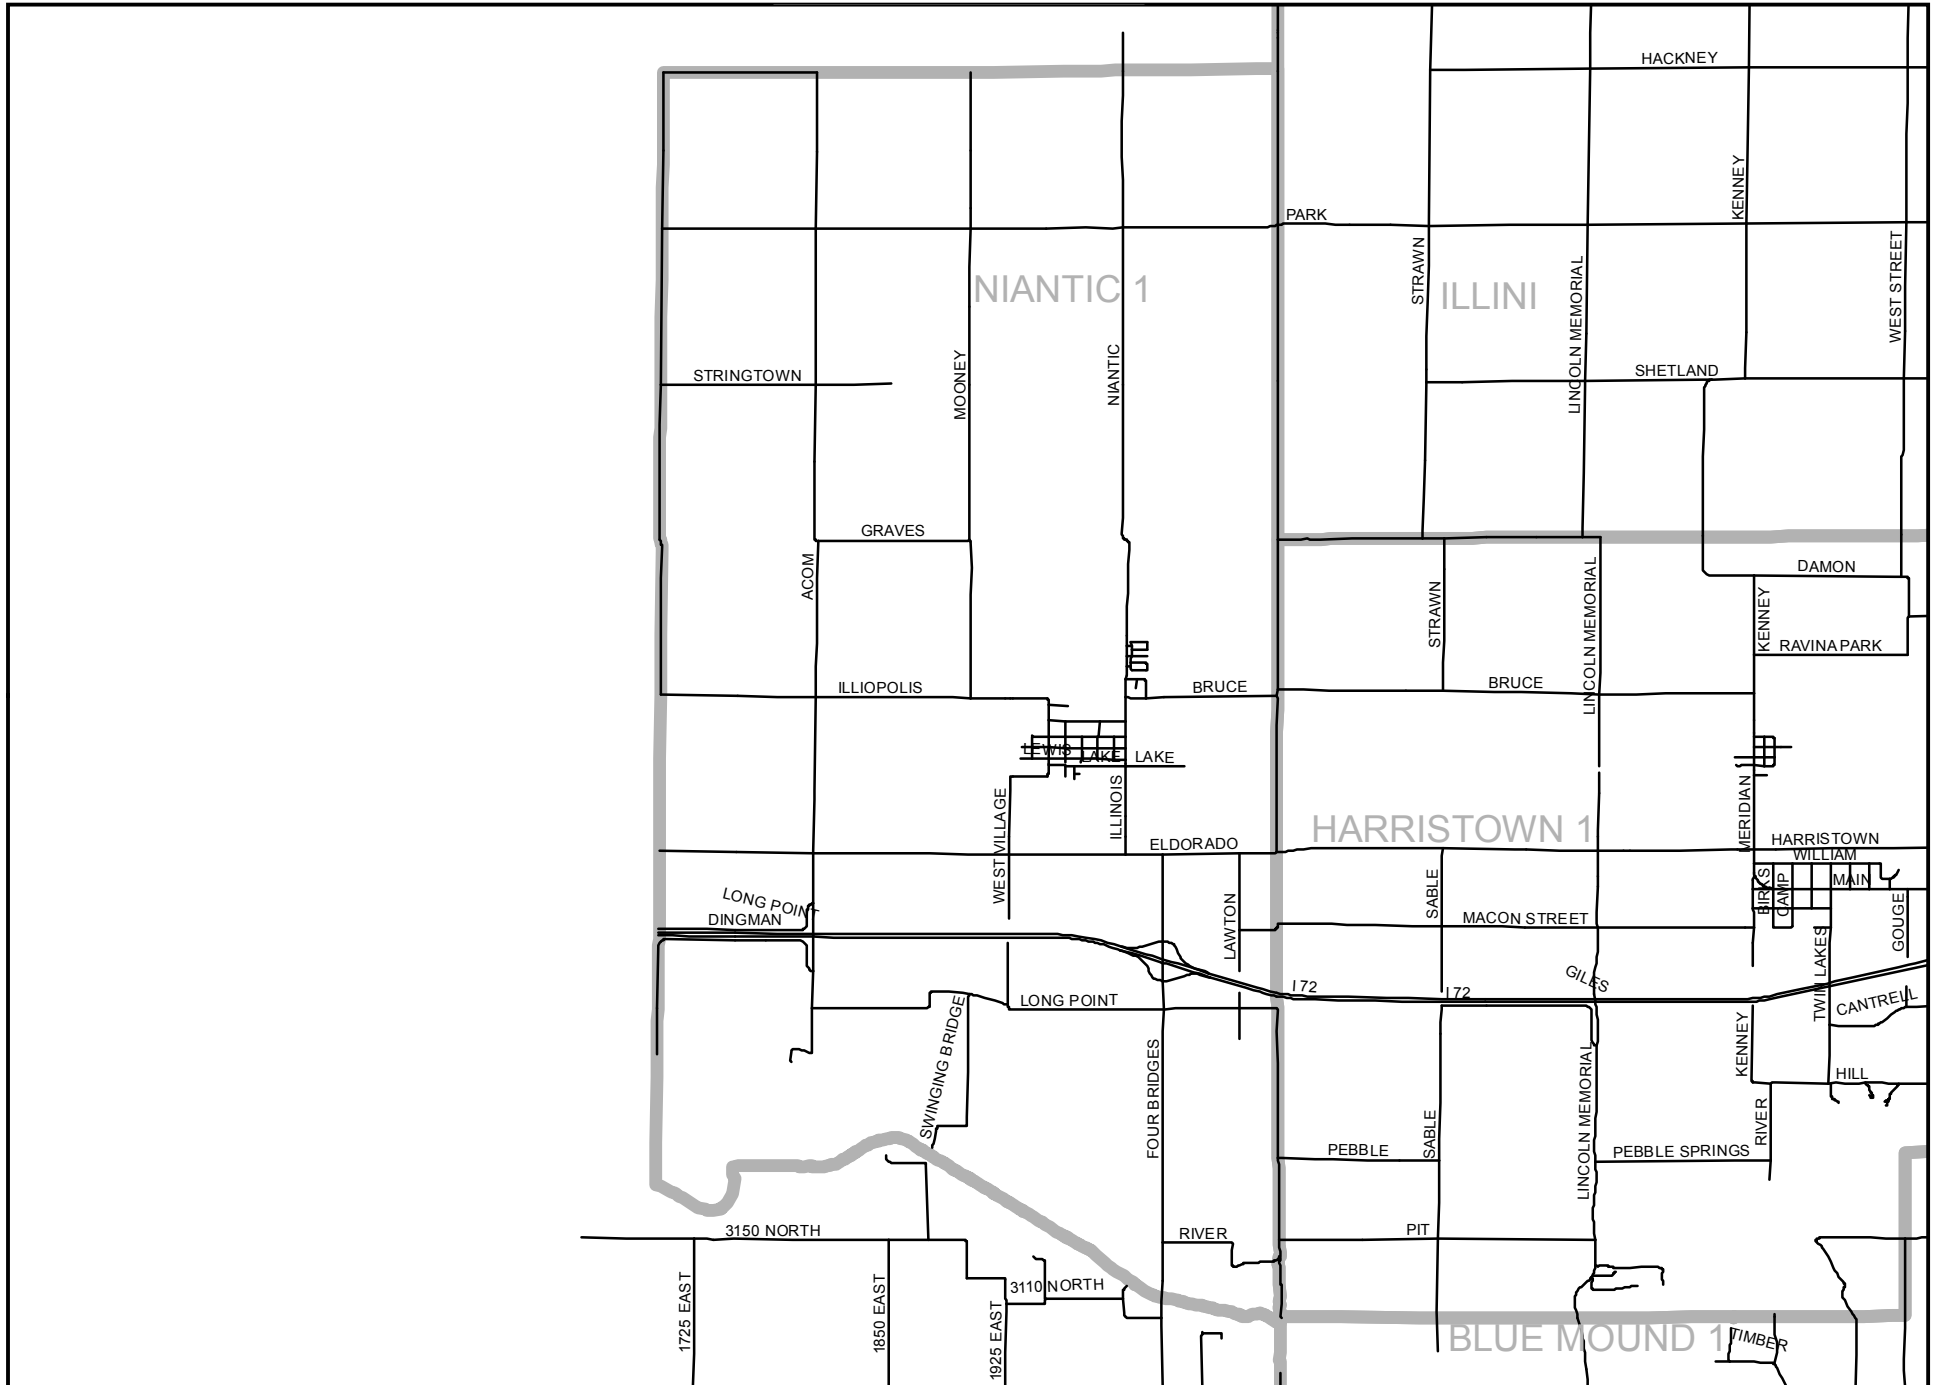 HACKNEY
KENNEY
PARK
STRAWN
LINCOLN MEMORIAL
WEST STREET
NIANTIC 1
ILLINI
MOONEY
NIANTIC
STRINGTOWN
SHETLAND
GRAVES
ACOM
STRAWN
LINCOLN MEMORIAL
DAMON
KENNEY
RAVINA PARK
ILLIOPOLIS
BRUCE
BRUCE
LEWIS
LAKE
LAKE
WEST VILLAGE
ILLINOIS
MERIDIAN
HARRISTOWN 1
ELDORADO
HARRISTOWN
WILLIAM
MAIN
BIRKS
CAMP
LONG POINT
DINGMAN
LAWTON
SABLE
MACON STREET
GOUGE
TWIN LAKES
GILES
I 72
I 72
CANTRELL
LONG POINT
SWINGING BRIDGE
FOUR BRIDGES
KENNEY
HILL
LINCOLN MEMORIAL
SABLE
RIVER
PEBBLE
PEBBLE SPRINGS
3150 NORTH
RIVER
PIT
1725 EAST
1850 EAST
1925 EAST
3110 NORTH
BLUE MOUND 1
TIMBER